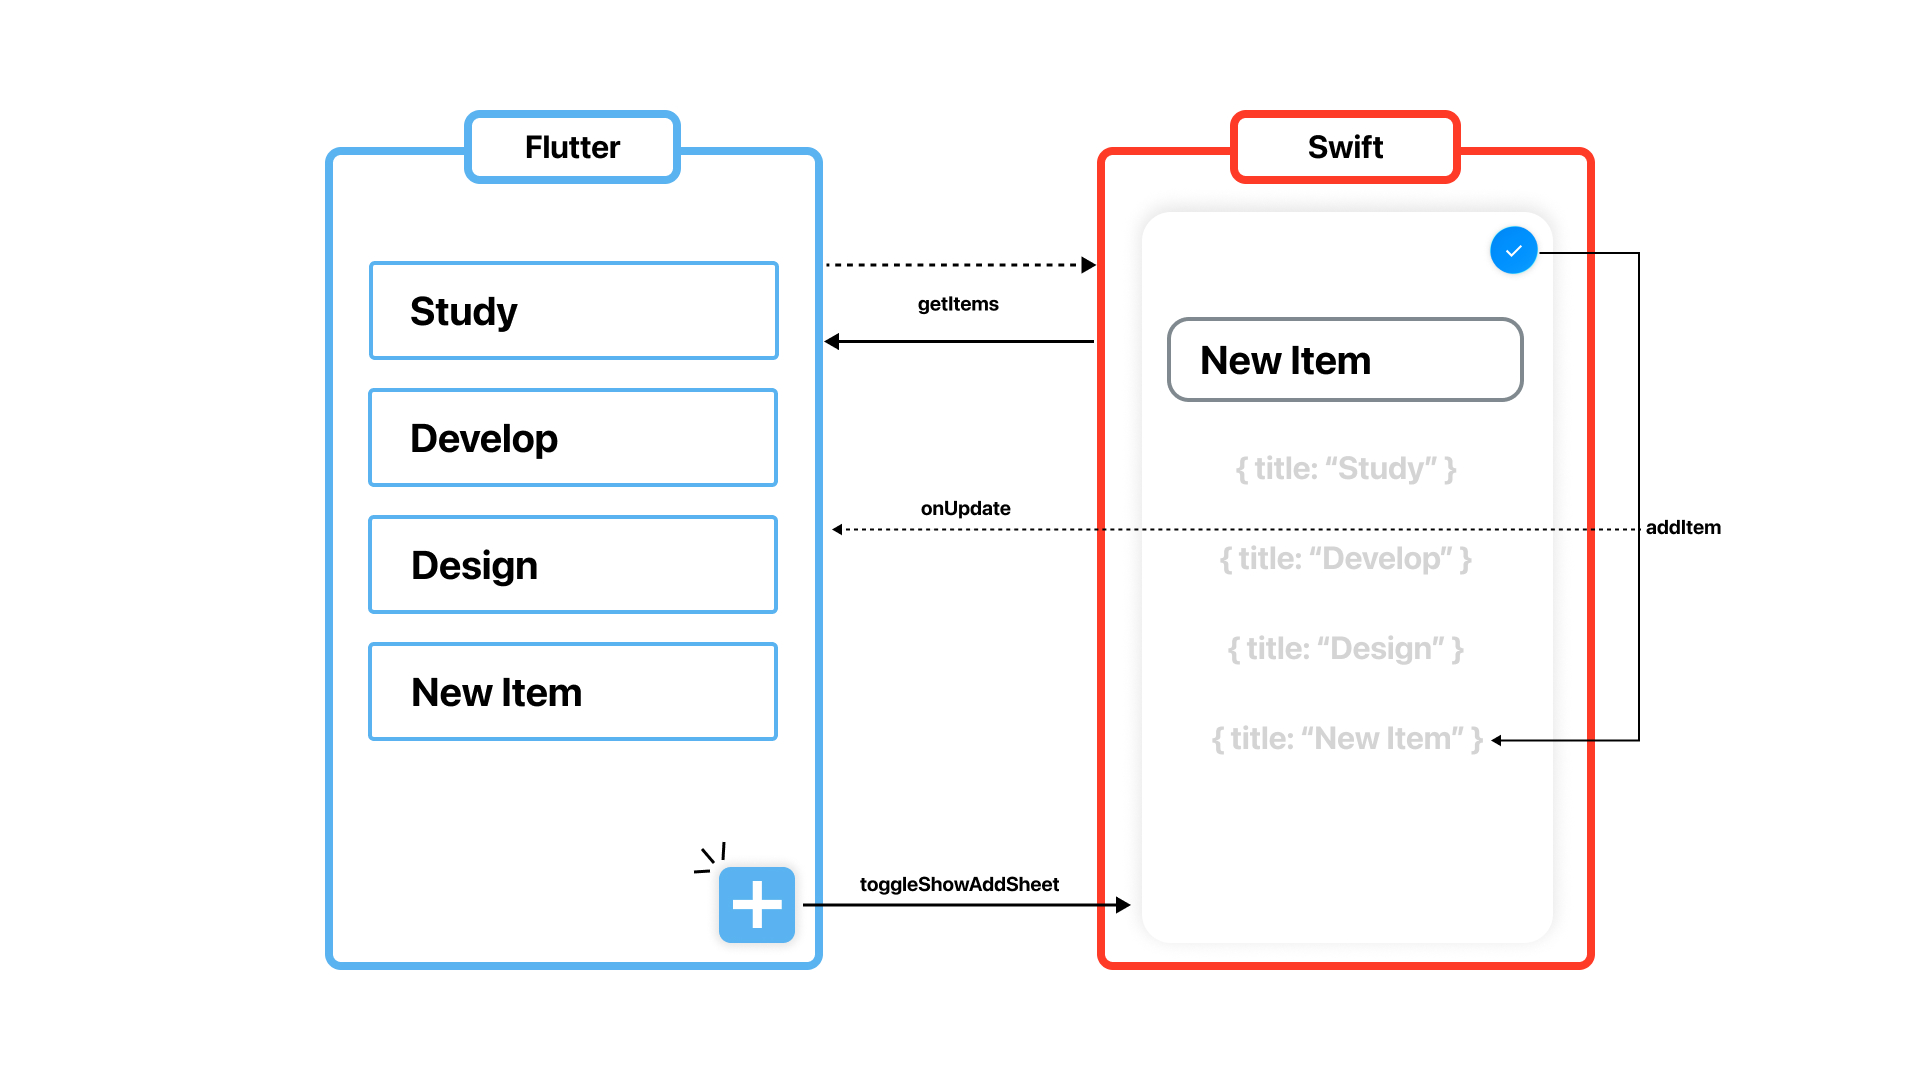 Flutter
Study
Develop
Design
New Item
getItems
onUpdate
toggleShowAddSheet
Swift
New Item
{ title: “Study” }
{ title: “Develop” }
{ title: “Design” }
{ title: “New Item” }
addItem